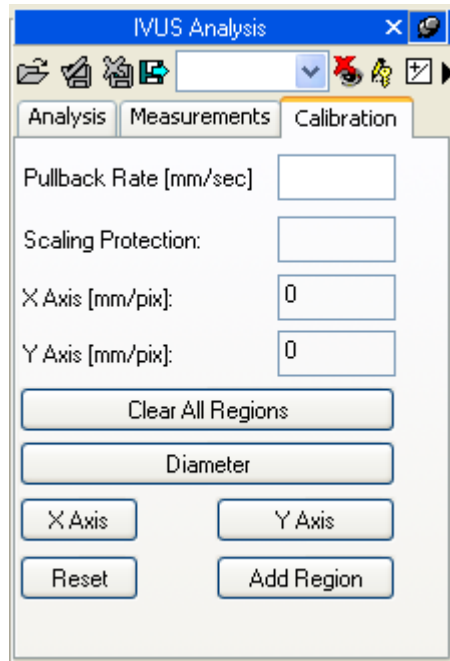 IVUS Analysis
Analysis Measurements Calibration
Pullback Rate [mm/sec]
Scaling Protection:
X Axis [mm/pix]: 0
Y Axis [mm/pix]: 0
Clear All Regions
Diameter
X Axis Y Axis
Reset Add Region